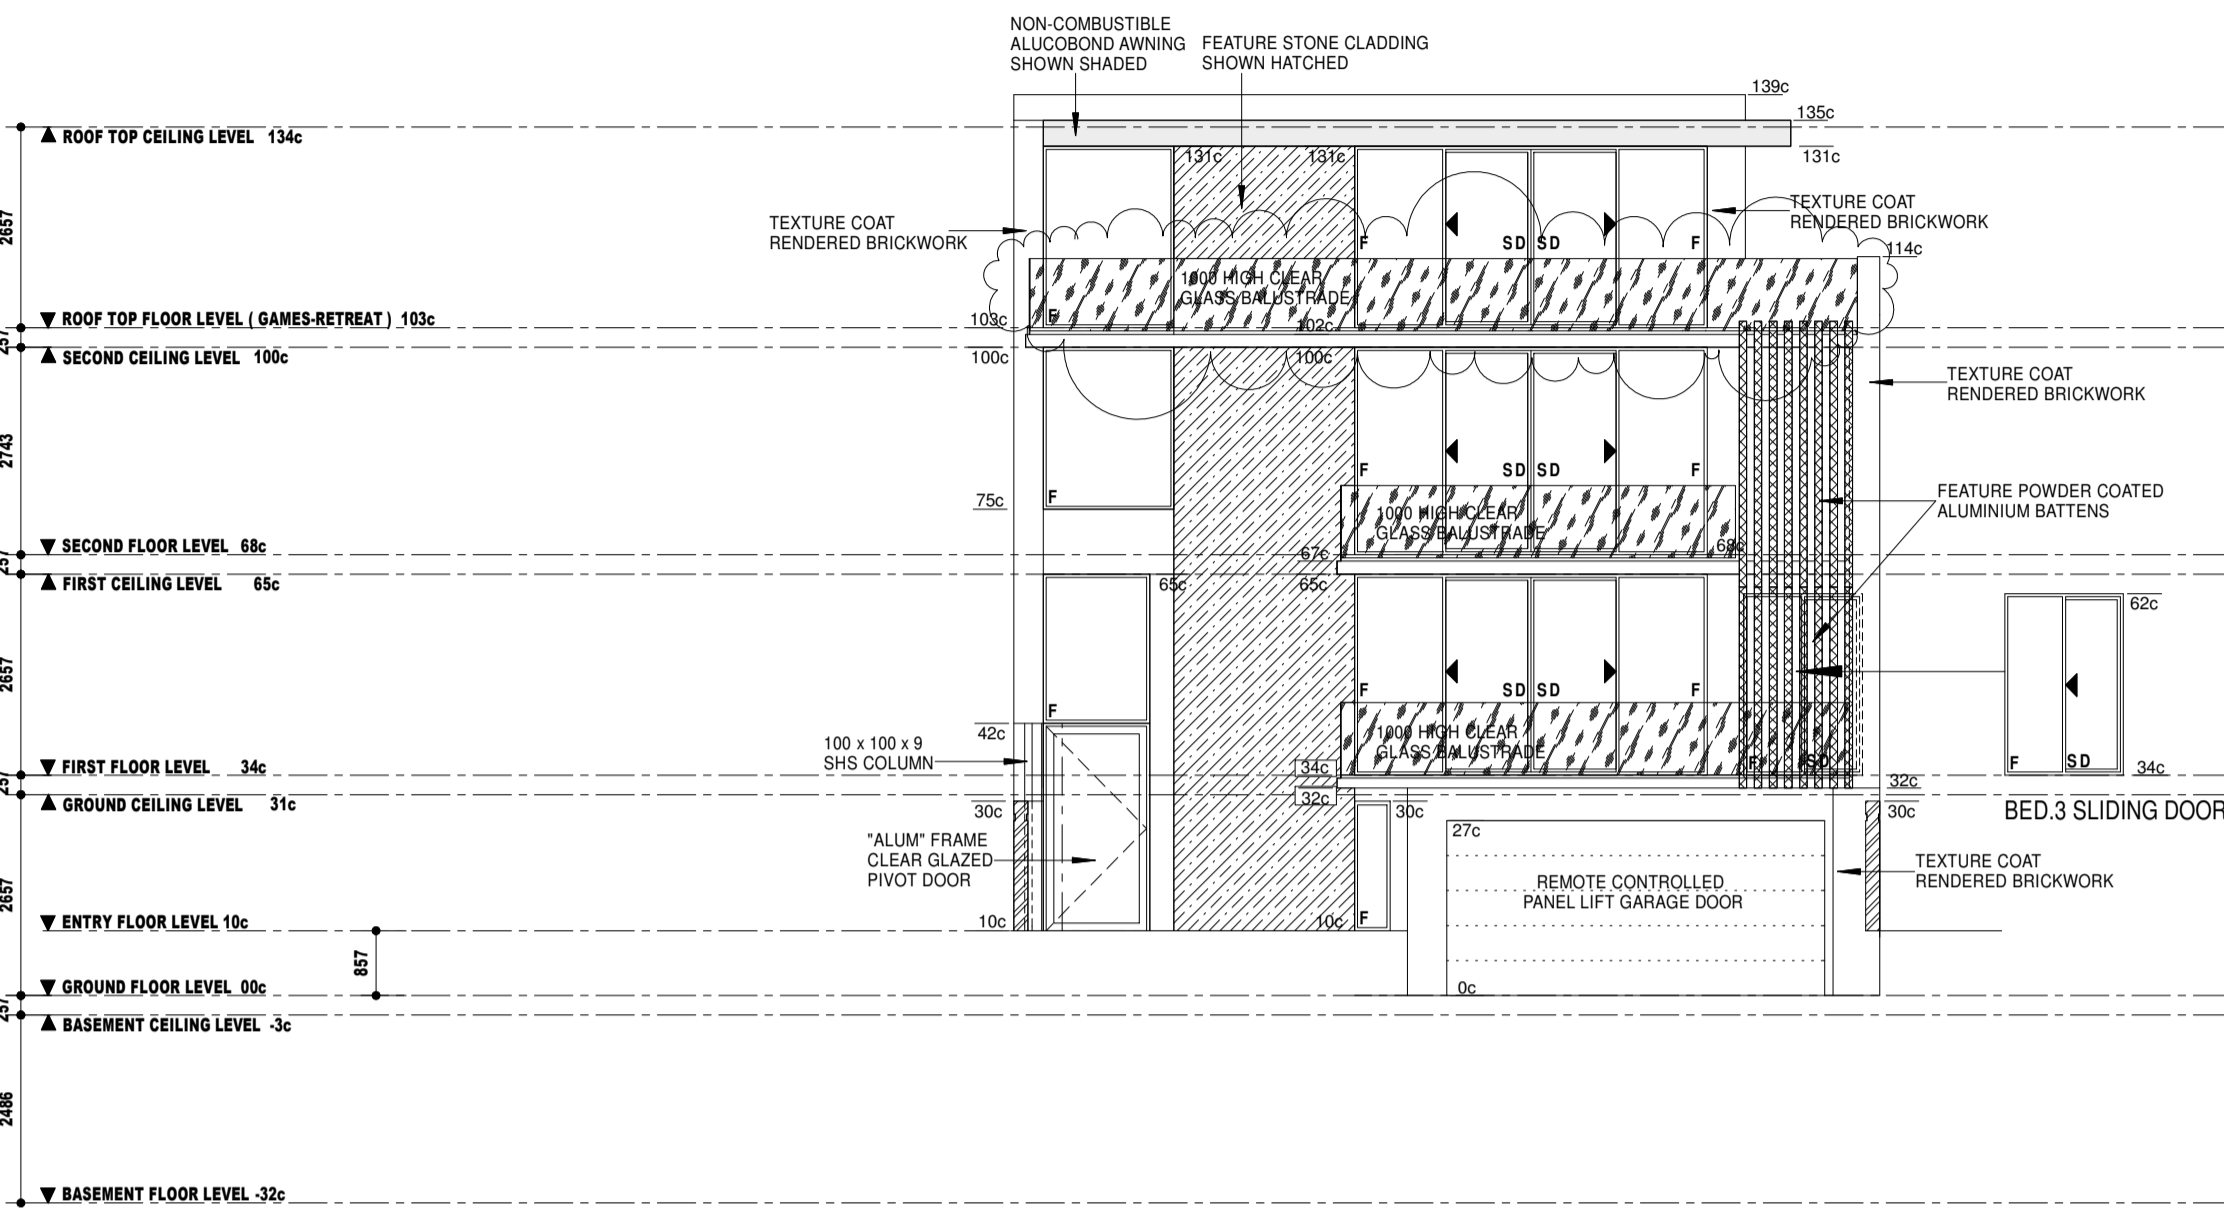 NON-COMBUSTIBLE
ALUCOBOND AWNING
SHOWN SHADED
FEATURE STONE CLADDING
SHOWN HATCHED
139c
135c
ROOF TOP CEILING LEVEL 134c
131c
131c
131c
2657
TEXTURE COAT
RENDERED BRICKWORK
TEXTURE COAT
RENDERED BRICKWORK
F
SD
SD
F
114c
1000 HIGH CLEAR
GLASS BALUSTRADE
F
ROOF TOP FLOOR LEVEL ( GAMES-RETREAT ) 103c
103c
102c
257
SECOND CEILING LEVEL 100c
100c
100c
TEXTURE COAT
RENDERED BRICKWORK
2743
F
SD
SD
F
F
75c
FEATURE POWDER COATED
ALUMINIUM BATTENS
1000 HIGH CLEAR
GLASS BALUSTRADE
SECOND FLOOR LEVEL 68c
67c
68c
257
FIRST CEILING LEVEL 65c
65c
65c
62c
2657
F
SD
SD
F
F
42c
1000 HIGH CLEAR
GLASS BALUSTRADE
100 x 100 x 9
SHS COLUMN
FIRST FLOOR LEVEL 34c
34c
F
SD
F
SD
34c
257
GROUND CEILING LEVEL 31c
32c
32c
30c
30c
30c
BED.3 SLIDING DOOR
27c
"ALUM" FRAME
CLEAR GLAZED
PIVOT DOOR
REMOTE CONTROLLED
PANEL LIFT GARAGE DOOR
TEXTURE COAT
RENDERED BRICKWORK
2657
ENTRY FLOOR LEVEL 10c
10c
10c
F
857
GROUND FLOOR LEVEL 00c
0c
257
BASEMENT CEILING LEVEL -3c
2486
BASEMENT FLOOR LEVEL -32c